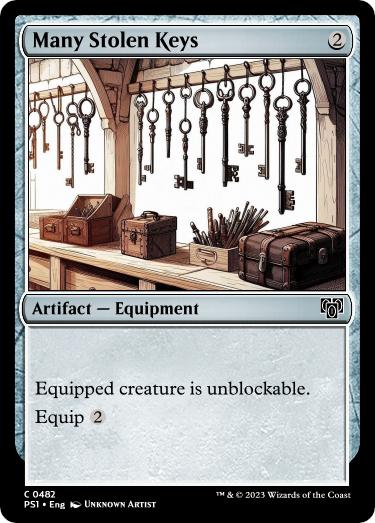 Many Stolen Keys 2
Artifact — Equipment
Equipped creature is unblockable.
Equip 2
C 0482
PS1 • Eng Unknown Artist
™ & © 2023 Wizards of the Coast